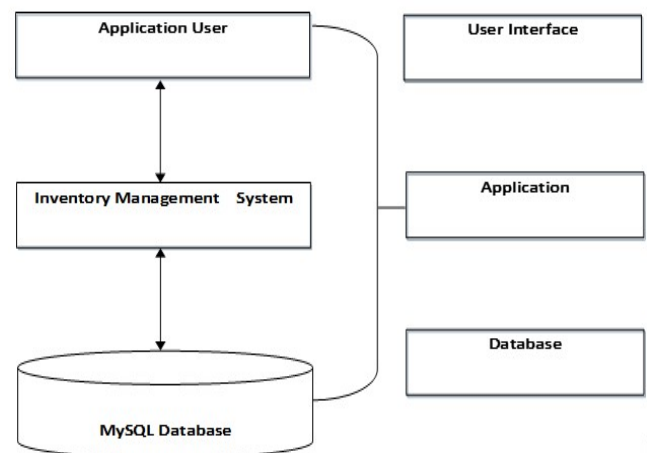 Application User
User Interface
Inventory Management System
Application
Database
MySQL Database